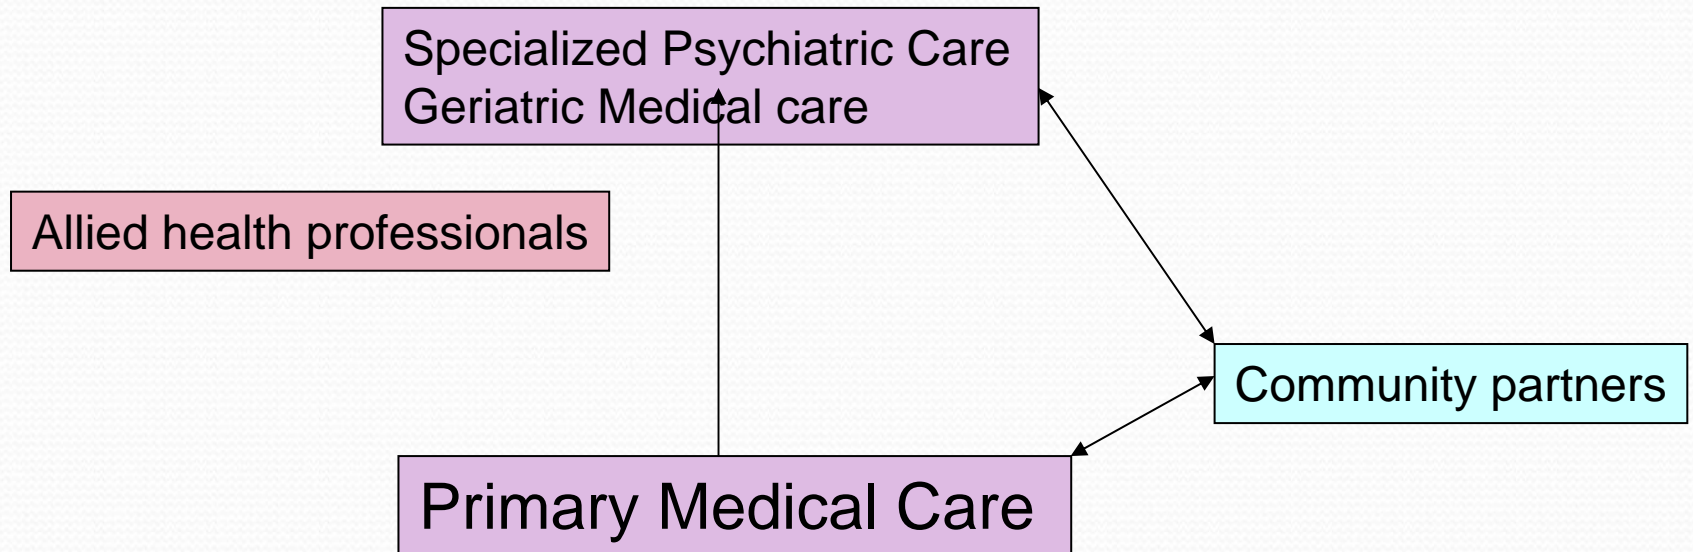 Specialized Psychiatric Care
Geriatric Medical care
Allied health professionals
Community partners
Primary Medical Care